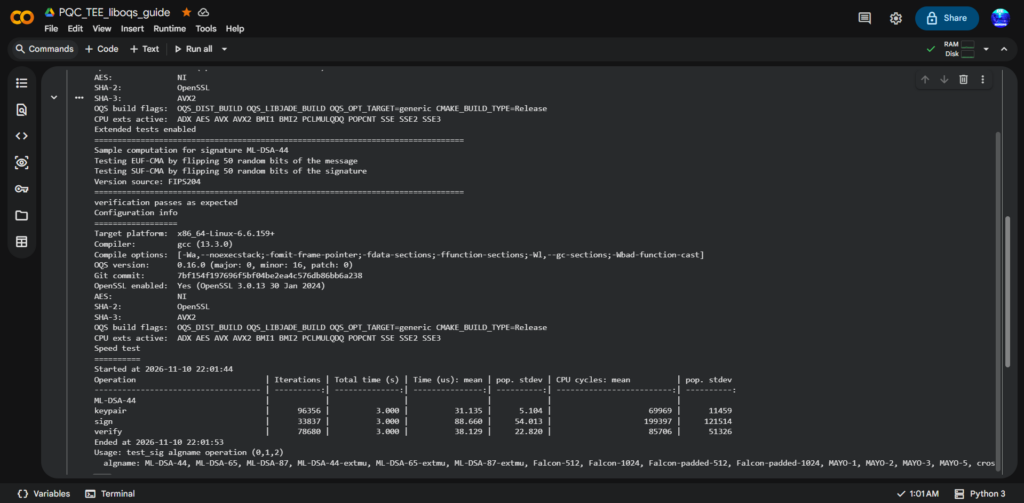 PQC_TEE_liboqs_guide
File Edit View Insert Runtime Tools Help
Share
Commands + Code + Text Run all
RAM
Disk
AES: NI
SHA-2: OpenSSL
SHA-3: AVX2
OQS build flags: OQS_DIST_BUILD OQS_LIBJADE_BUILD OQS_OPT_TARGET=generic CMAKE_BUILD_TYPE=Release
CPU exts active: ADX AES AVX AVX2 BMI1 BMI2 PCLMULQDQ POPCNT SSE SSE2 SSE3
Extended tests enabled
================================================================================
Sample computation for signature ML-DSA-44
Testing EUF-CMA by flipping 50 random bits of the message
Testing SUF-CMA by flipping 50 random bits of the signature
Version source: FIPS204
================================================================================
verification passes as expected
Configuration info
==================
Target platform: x86_64-Linux-6.6.159+
Compiler: gcc (13.3.0)
Compile options: [-Wa,--noexecstack;-fomit-frame-pointer;-fdata-sections;-ffunction-sections;-Wl,--gc-sections;-Wbad-function-cast]
OQS version: 0.16.0 (major: 0, minor: 16, patch: 0)
Git commit: 7bf154f197696f5bf04be2ea4c576db86bb6a238
OpenSSL enabled: Yes (OpenSSL 3.0.13 30 Jan 2024)
AES: NI
SHA-2: OpenSSL
SHA-3: AVX2
OQS build flags: OQS_DIST_BUILD OQS_LIBJADE_BUILD OQS_OPT_TARGET=generic CMAKE_BUILD_TYPE=Release
CPU exts active: ADX AES AVX AVX2 BMI1 BMI2 PCLMULQDQ POPCNT SSE SSE2 SSE3
Speed test
==========
Started at 2026-11-10 22:01:44
Operation | Iterations | Total time (s) | Time (us): mean | pop. stdev | CPU cycles: mean | pop. stdev
------------------------------------ | ----------:| --------------:| ---------------:| ----------:| -------------------------:| ----------:
ML-DSA-44 | | | | | |
keypair | 96356 | 3.000 | 31.135 | 5.104 | 69969 | 11459
sign | 33837 | 3.000 | 88.660 | 54.013 | 199397 | 121514
verify | 78680 | 3.000 | 38.129 | 22.820 | 85706 | 51326
Ended at 2026-11-10 22:01:53
Usage: test_sig algname operation (0,1,2)
algname: ML-DSA-44, ML-DSA-65, ML-DSA-87, ML-DSA-44-extmu, ML-DSA-65-extmu, ML-DSA-87-extmu, Falcon-512, Falcon-1024, Falcon-padded-512, Falcon-padded-1024, MAYO-1, MAYO-2, MAYO-3, MAYO-5, cros
Variables Terminal 1:01 AM Python 3